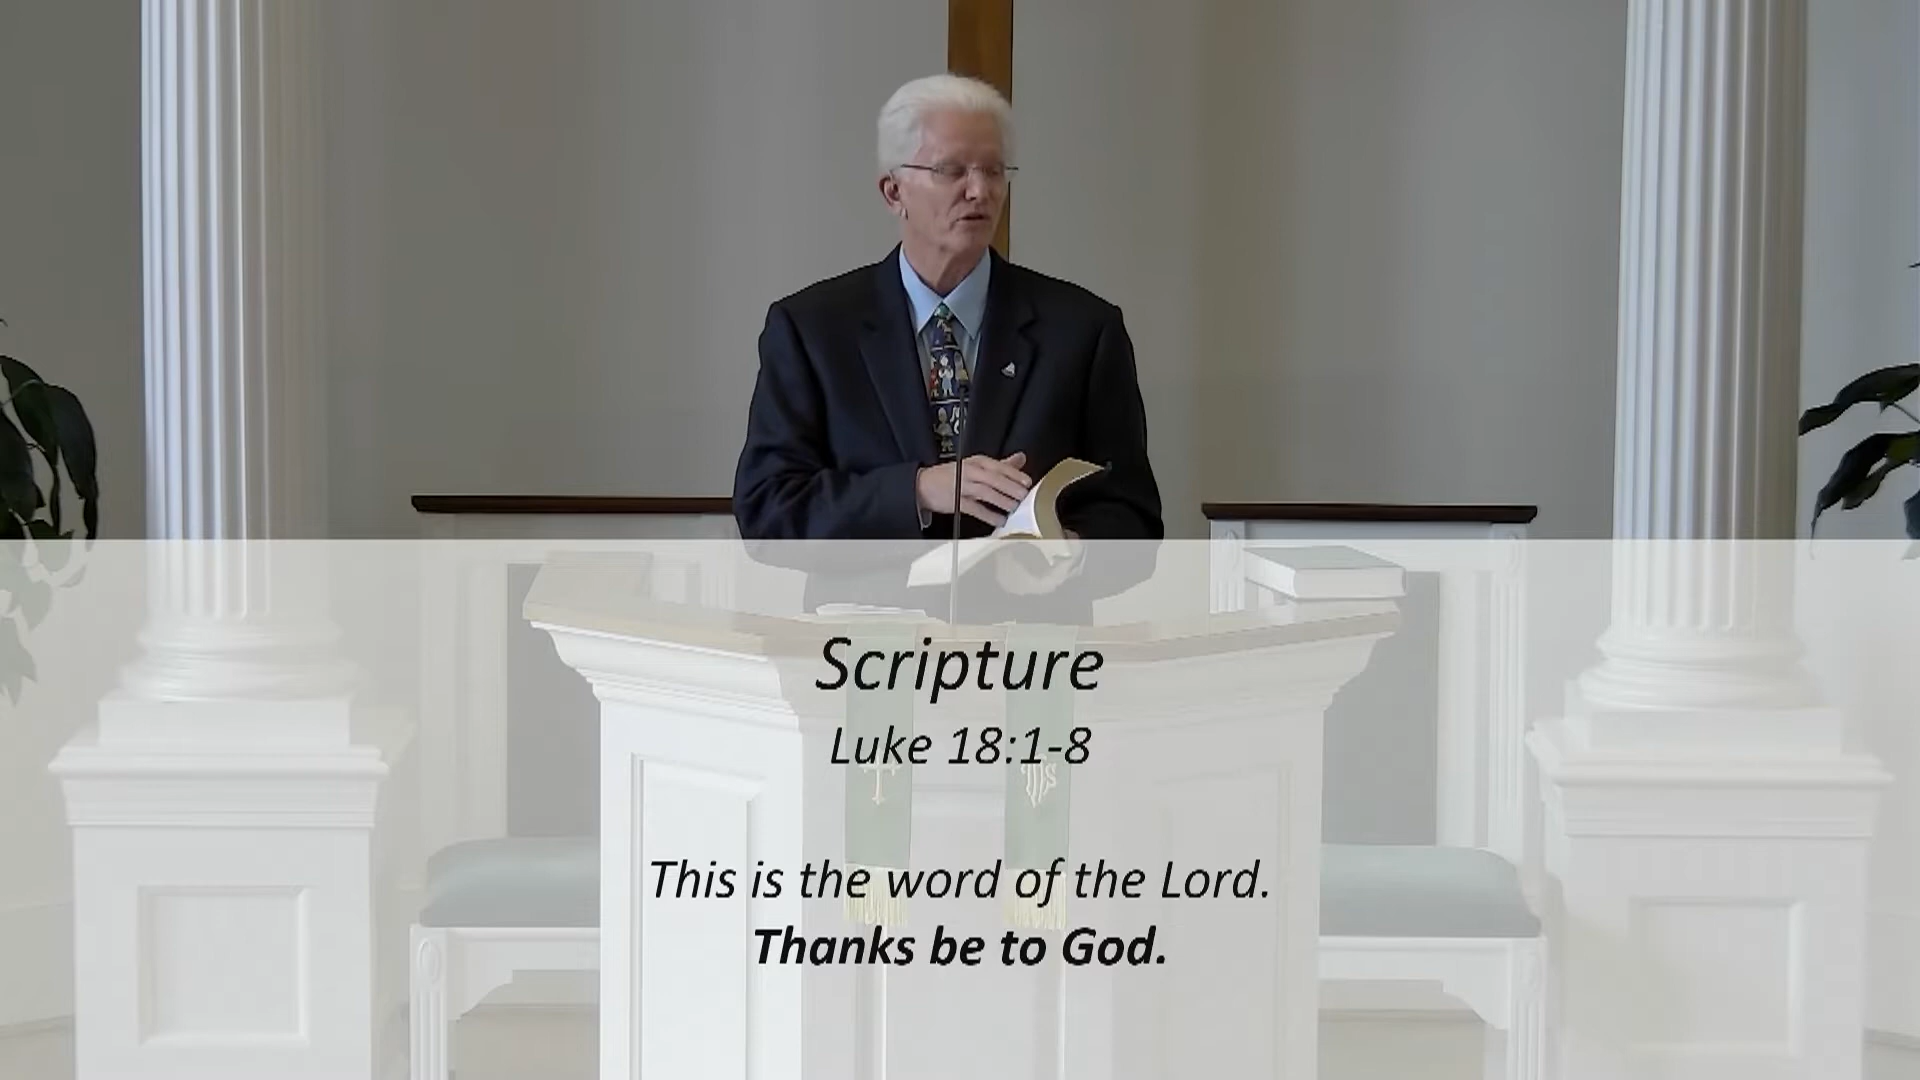 Scripture
Luke 18:1-8
This is the word of the Lord.
Thanks be to God.